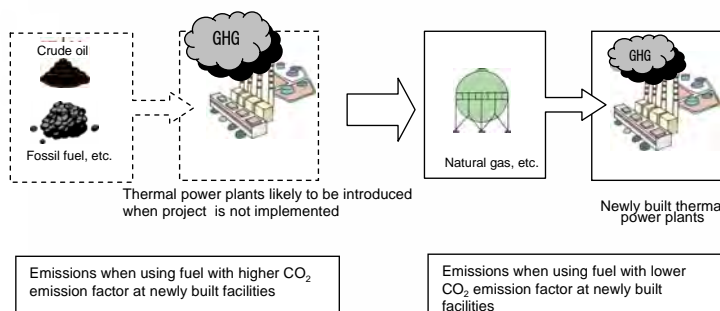 Crude oil
GHG
Fossil fuel, etc.
Thermal power plants likely to be introduced
when project is not implemented
GHG
Natural gas, etc.
Newly built therma
power plants
Emissions when using fuel with higher CO₂
emission factor at newly built facilities
Emissions when using fuel with lower
CO₂ emission factor at newly built
facilities